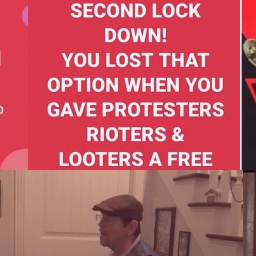 SECOND LOCK
DOWN!
YOU LOST THAT
OPTION WHEN YOU
GAVE PROTESTERS
RIOTERS &
LOOTERS A FREE